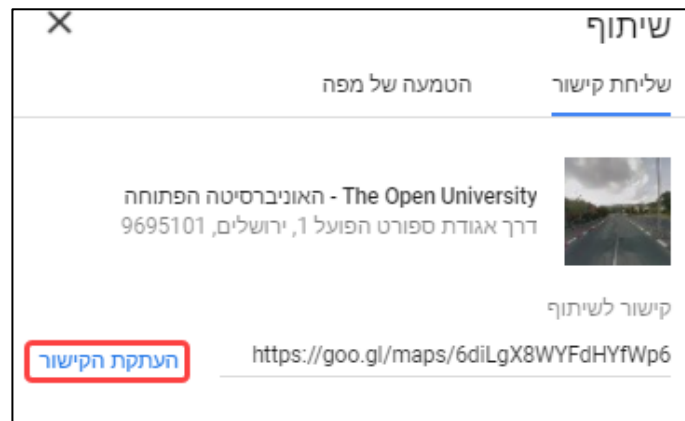 שיתוף
שליחת קישור
הטמעה של מפה
The Open University - האוניברסיטה הפתוחה
דרך אגודת ספורט הפועל 1, ירושלים, 9695101
קישור לשיתוף
https://goo.gl/maps/6diLgX8WYFdHYfWp6
העתקת הקישור